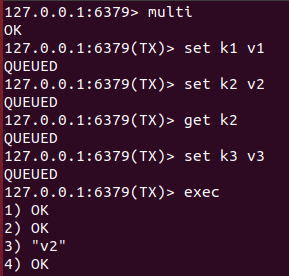 127.0.0.1:6379> multi
OK
127.0.0.1:6379(TX)> set k1 v1
QUEUED
127.0.0.1:6379(TX)> set k2 v2
QUEUED
127.0.0.1:6379(TX)> get k2
QUEUED
127.0.0.1:6379(TX)> set k3 v3
QUEUED
127.0.0.1:6379(TX)> exec
1) OK
2) OK
3) "v2"
4) OK